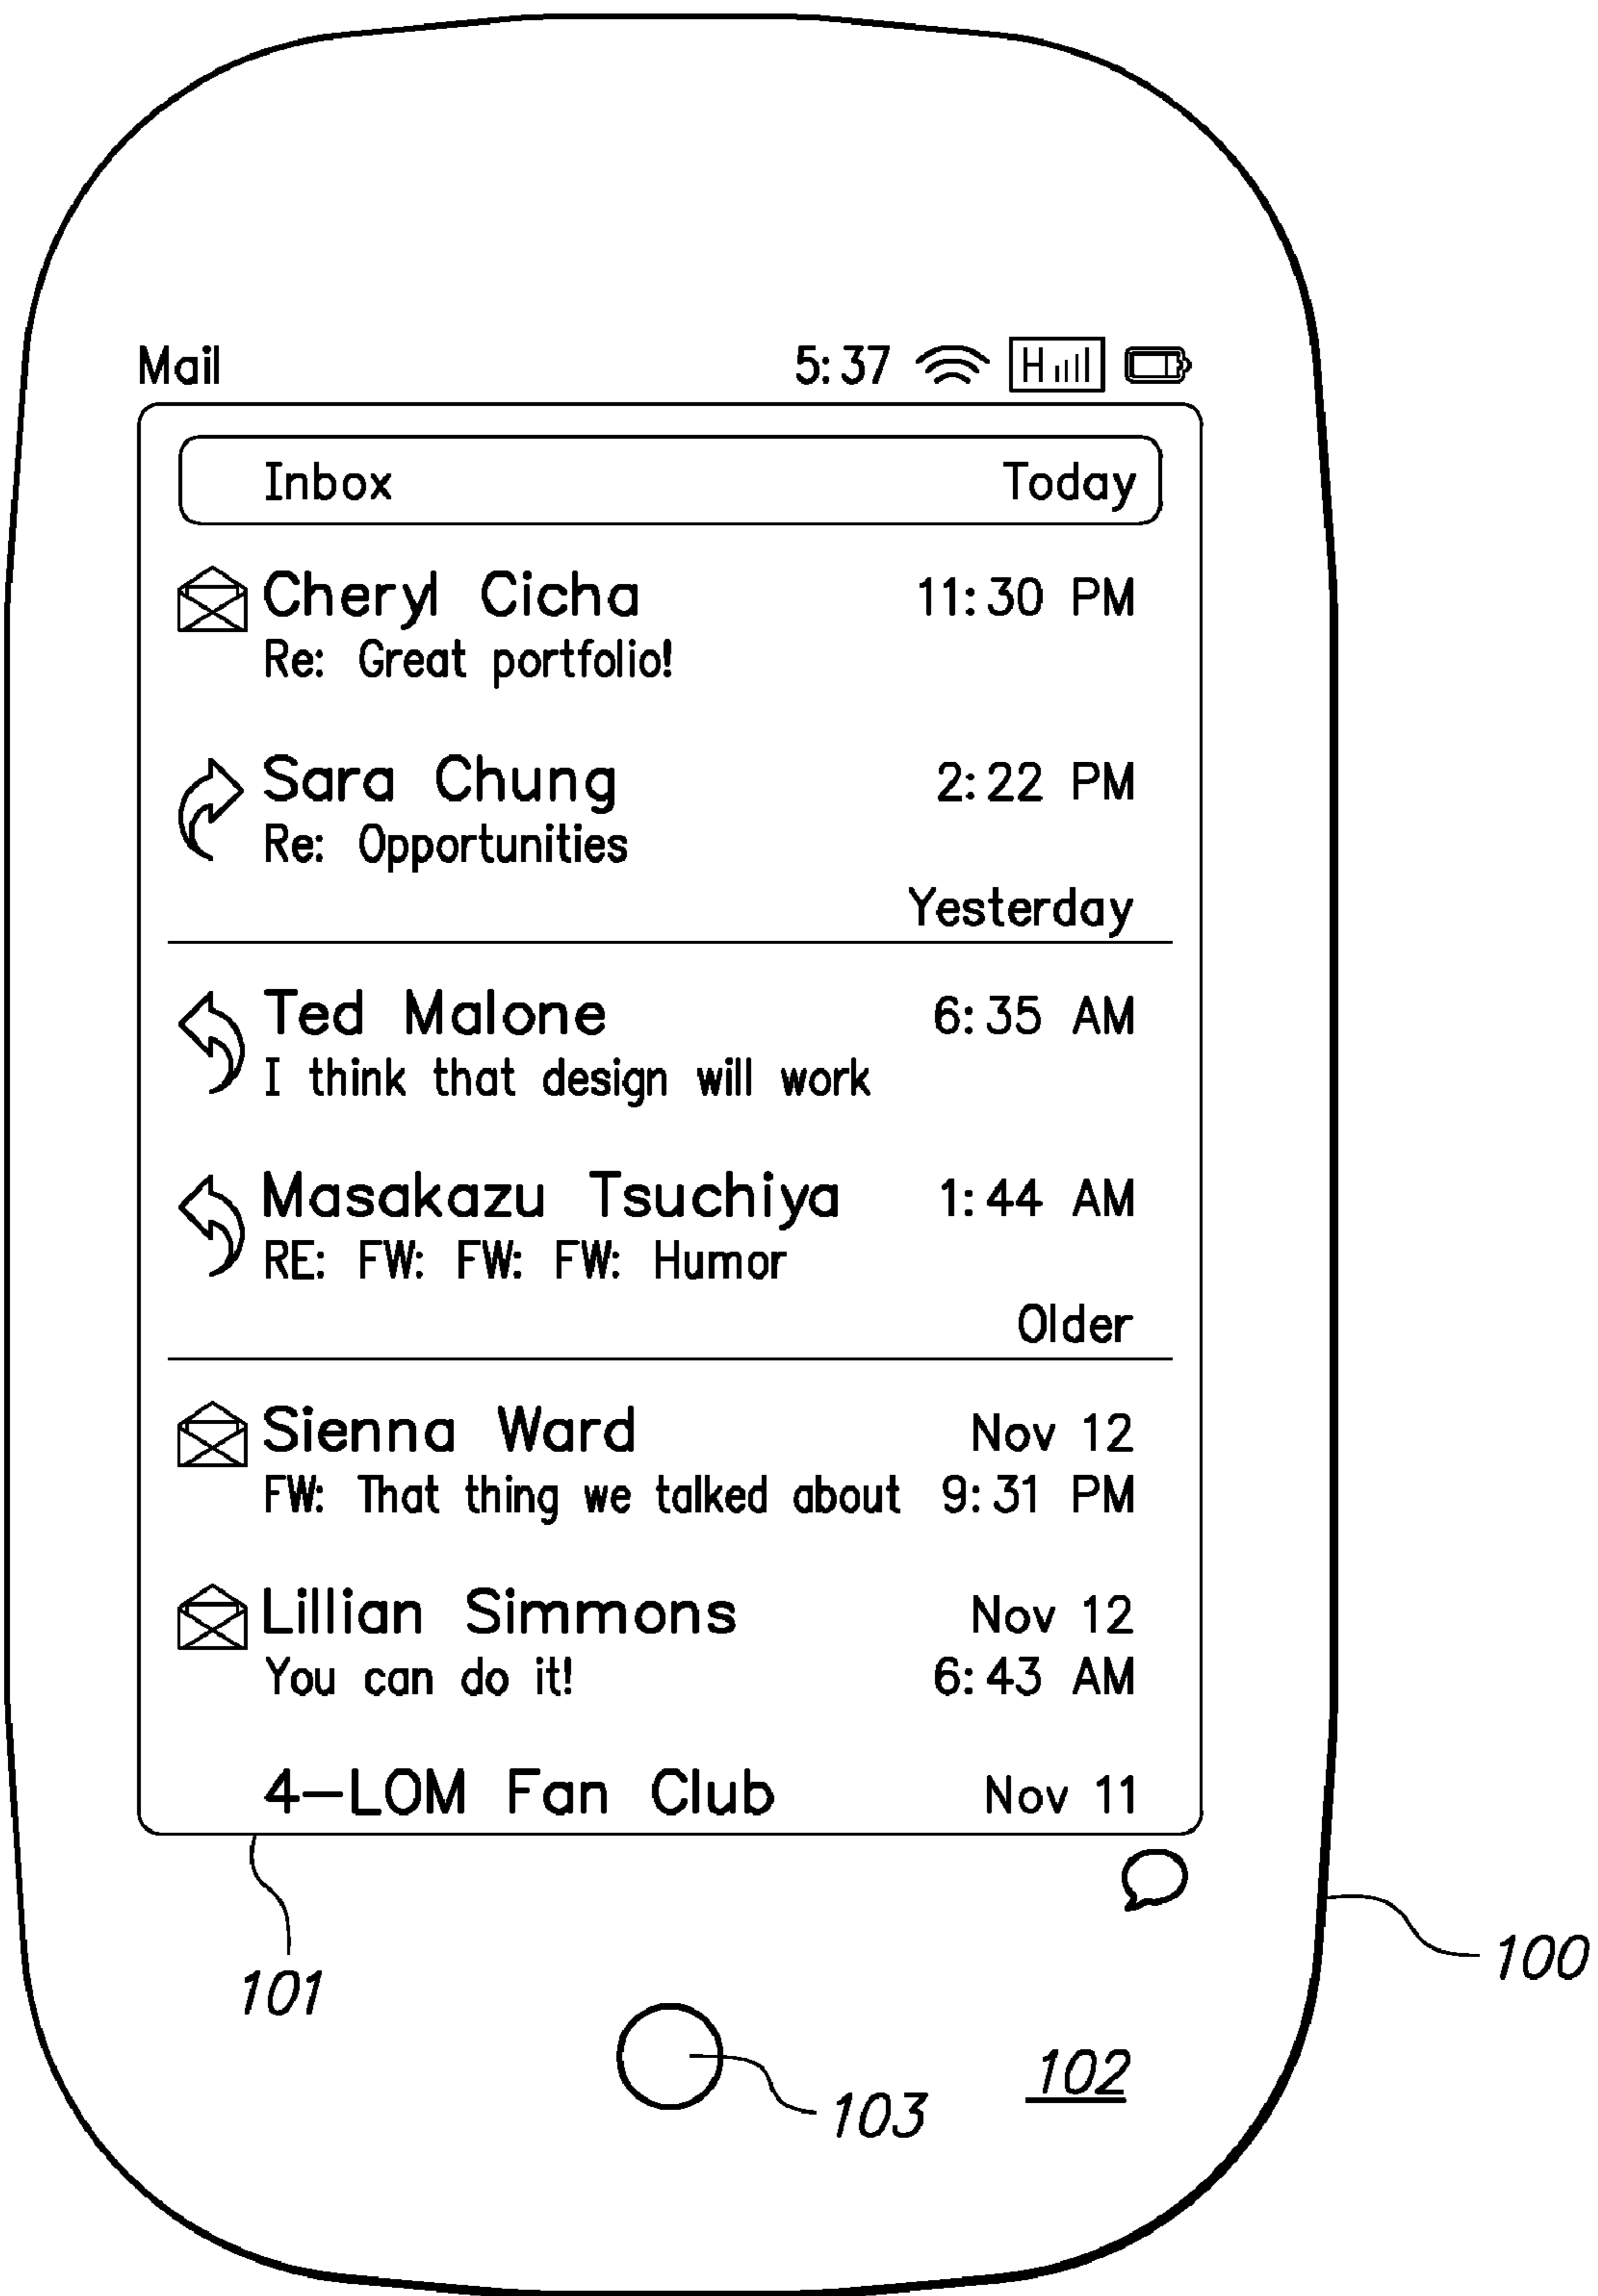 Mail 5:37 H
Inbox Today
Cheryl Cicha 11:30 PM
Re: Great portfolio!
Sara Chung 2:22 PM
Re: Opportunities
Yesterday
Ted Malone 6:35 AM
I think that design will work
Masakazu Tsuchiya 1:44 AM
RE: FW: FW: FW: Humor
Older
Sienna Ward Nov 12
FW: That thing we talked about 9:31 PM
Lillian Simmons Nov 12
You can do it! 6:43 AM
4-LOM Fan Club Nov 11
100
101
102
103